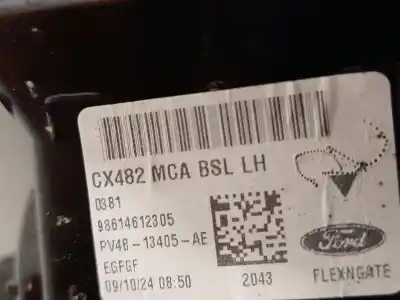 CX482 MCA BSL LH
0381
98614612305
PV4B-13405-AE
EGFGF
09/10/24 08:50
2043
Ford
FLEXNGATE